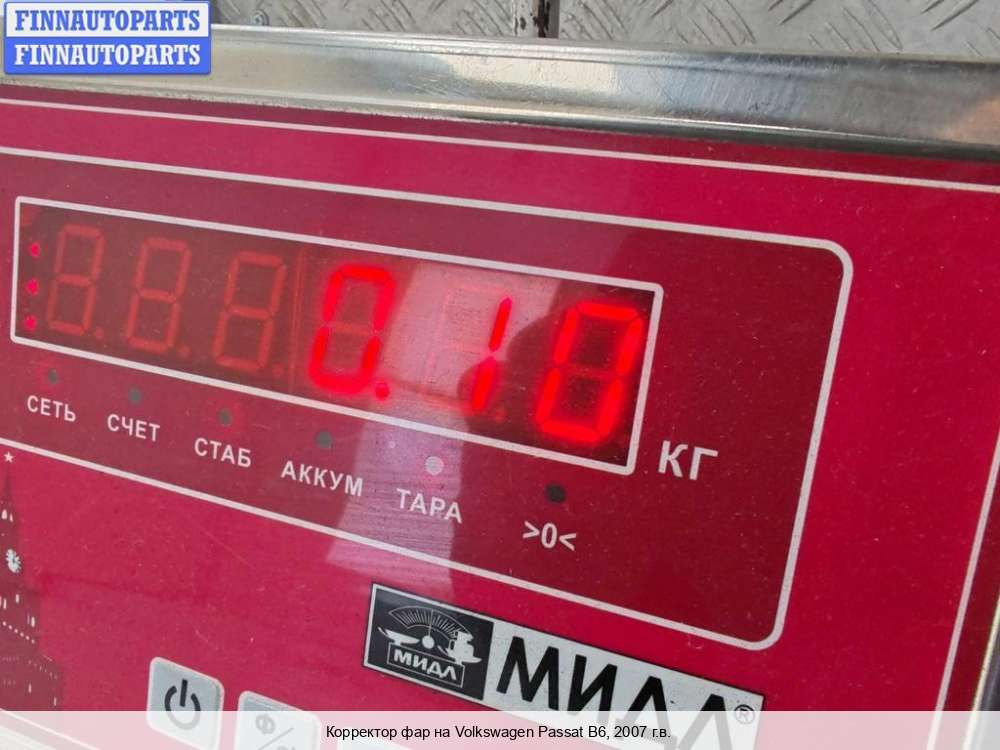 FINNAUTOPARTS
FINNAUTOPARTS
0.10
КГ
СЕТЬ
СЧЕТ
СТАБ
АККУМ
ТАРА
>0<
МИДЛ
МИДЛ®
Корректор фар на Volkswagen Passat B6, 2007 г.в.